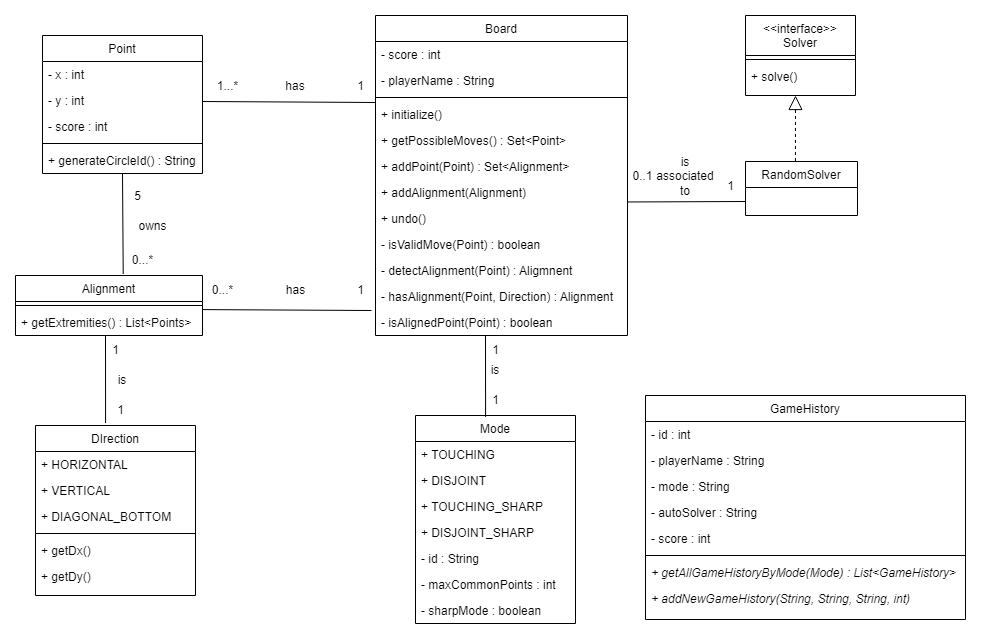 Point
- x : int
- y : int
- score : int
+ generateCircleId() : String
1...*
has
1
Board
- score : int
- playerName : String
+ initialize()
+ getPossibleMoves() : Set<Point>
+ addPoint(Point) : Set<Alignment>
+ addAlignment(Alignment)
+ undo()
- isValidMove(Point) : boolean
- detectAlignment(Point) : Aligmnent
- hasAlignment(Point, Direction) : Alignment
- isAlignedPoint(Point) : boolean
<<interface>>
Solver
+ solve()
RandomSolver
is
0..1 associated
to
1
5
owns
0...*
Alignment
+ getExtremities() : List<Points>
0...*
has
1
1
is
1
DIrection
+ HORIZONTAL
+ VERTICAL
+ DIAGONAL_BOTTOM
+ getDx()
+ getDy()
1
is
1
Mode
+ TOUCHING
+ DISJOINT
+ TOUCHING_SHARP
+ DISJOINT_SHARP
- id : String
- maxCommonPoints : int
- sharpMode : boolean
GameHistory
- id : int
- playerName : String
- mode : String
- autoSolver : String
- score : int
+ getAllGameHistoryByMode(Mode) : List<GameHistory>
+ addNewGameHistory(String, String, String, int)